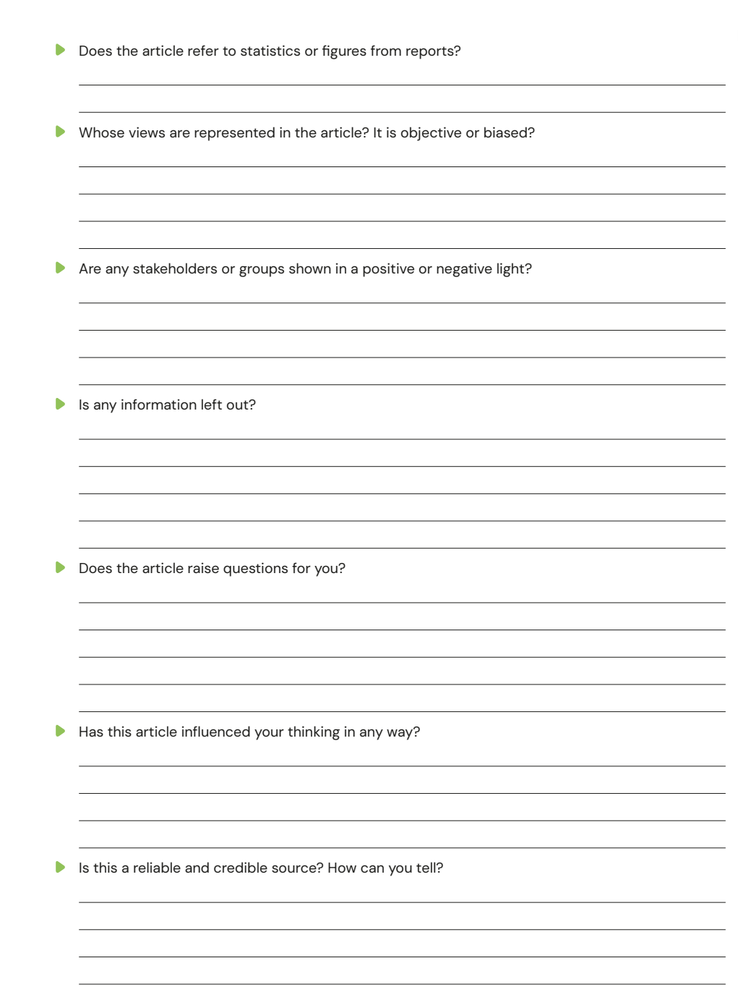 Does the article refer to statistics or figures from reports?
Whose views are represented in the article? It is objective or biased?
Are any stakeholders or groups shown in a positive or negative light?
Is any information left out?
Does the article raise questions for you?
Has this article influenced your thinking in any way?
Is this a reliable and credible source? How can you tell?